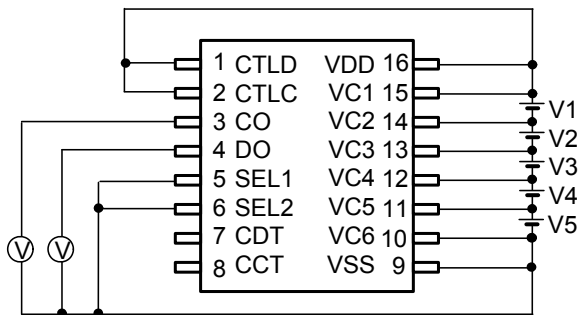 1 CTLD VDD 16
2 CTLC VC1 15
3 CO VC2 14
4 DO VC3 13
5 SEL1 VC4 12
6 SEL2 VC5 11
7 CDT VC6 10
8 CCT VSS 9
V1
V2
V3
V4
V5
V V